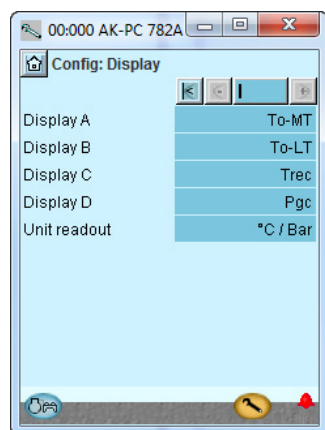 00:000 AK-PC 782A
Config: Display
Display A To-MT
Display B To-LT
Display C Trec
Display D Pgc
Unit readout °C / Bar